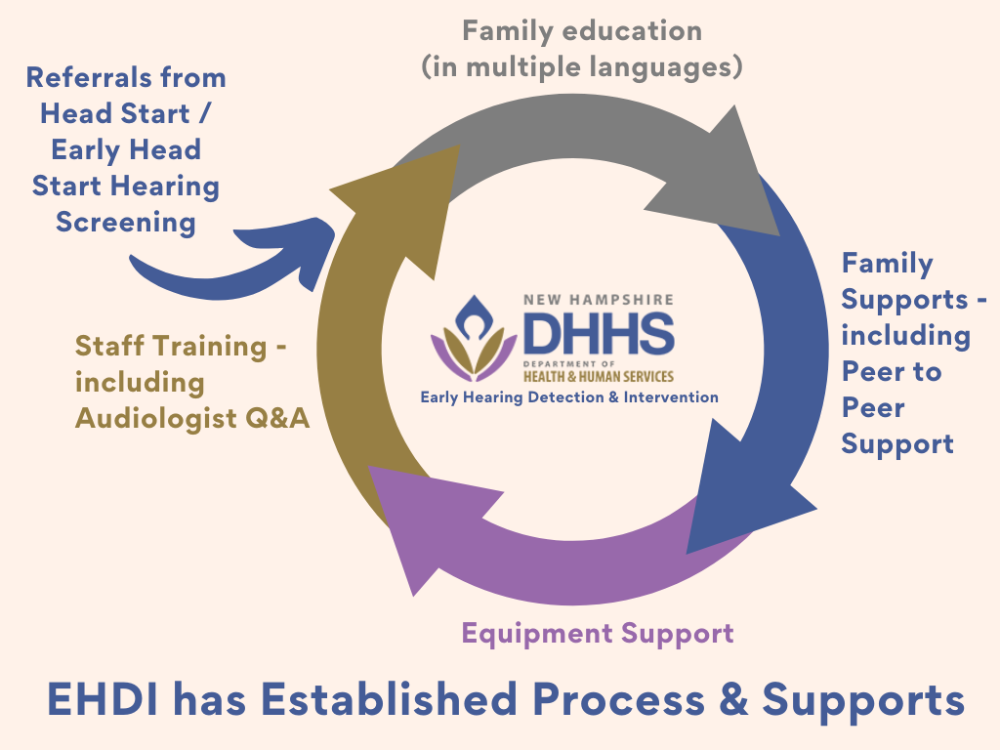 Family education
(in multiple languages)
Referrals from
Head Start /
Early Head
Start Hearing
Screening
Family
Supports -
including
Peer to
Peer
Support
Staff Training -
including
Audiologist Q&A
NEW HAMPSHIRE
DHHS
DEPARTMENT OF
HEALTH & HUMAN SERVICES
Early Hearing Detection & Intervention
Equipment Support
EHDI has Established Process & Supports